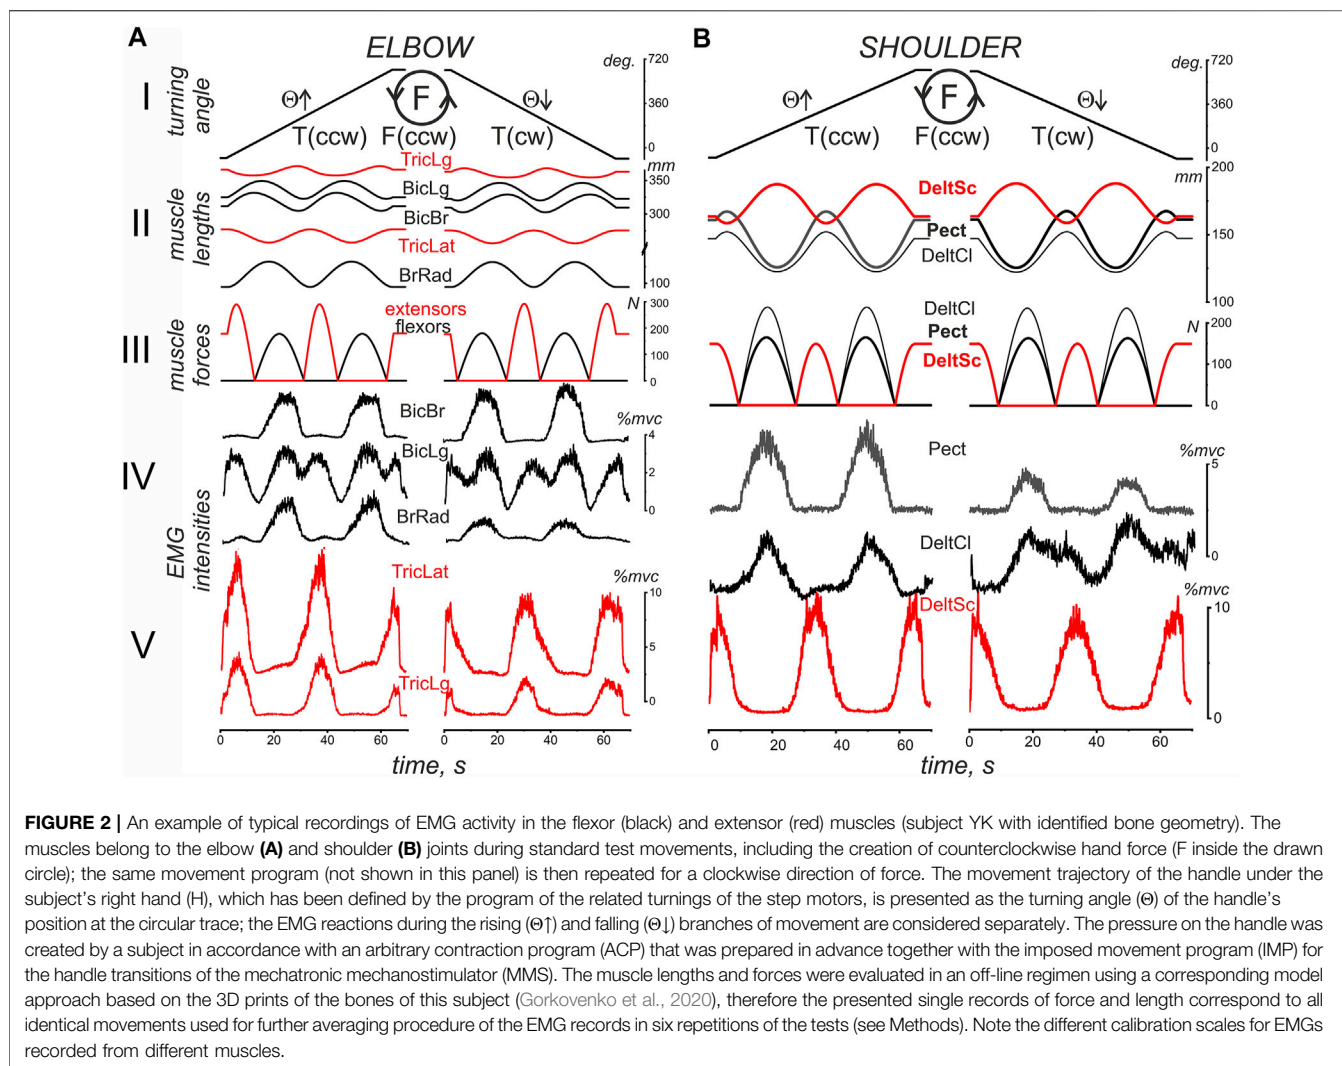 A
ELBOW
B
SHOULDER
I
turning
angle
deg.
720
360
0
Θ↑
F
Θ↓
T(ccw)
F(ccw)
T(cw)
deg.
720
360
0
Θ↑
F
Θ↓
T(ccw)
F(ccw)
T(cw)
II
muscle
lengths
TricLg
BicLg
BicBr
TricLat
BrRad
mm
350
300
100
DeltSc
Pect
DeltCl
200
mm
150
100
III
muscle
forces
extensors
flexors
N
300
200
100
0
DeltCl
Pect
DeltSc
N
200
100
0
IV
EMG
intensities
BicBr
BicLg
BrRad
%mvc
4
2
0
Pect
DeltCl
%mvc
5
0
V
TricLat
TricLg
%mvc
10
5
0
DeltSc
%mvc
10
0
0 20 40 60
0 20 40 60
time, s
0 20 40 60
0 20 40 60
time, s
FIGURE 2 | An example of typical recordings of EMG activity in the flexor (black) and extensor (red) muscles (subject YK with identified bone geometry). The
muscles belong to the elbow (A) and shoulder (B) joints during standard test movements, including the creation of counterclockwise hand force (F inside the drawn
circle); the same movement program (not shown in this panel) is then repeated for a clockwise direction of force. The movement trajectory of the handle under the
subject's right hand (H), which has been defined by the program of the related turnings of the step motors, is presented as the turning angle (Θ) of the handle's
position at the circular trace; the EMG reactions during the rising (Θ↑) and falling (Θ↓) branches of movement are considered separately. The pressure on the handle was
created by a subject in accordance with an arbitrary contraction program (ACP) that was prepared in advance together with the imposed movement program (IMP) for
the handle transitions of the mechatronic mechanostimulator (MMS). The muscle lengths and forces were evaluated in an off-line regimen using a corresponding model
approach based on the 3D prints of the bones of this subject (Gorkovenko et al., 2020), therefore the presented single records of force and length correspond to all
identical movements used for further averaging procedure of the EMG records in six repetitions of the tests (see Methods). Note the different calibration scales for EMGs
recorded from different muscles.